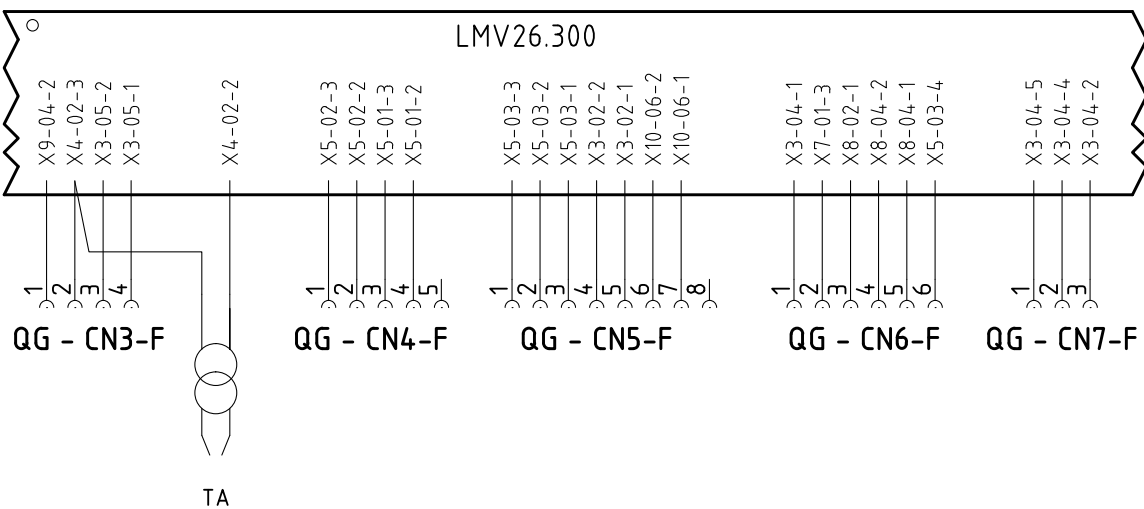 LMV26.300
X9-04-2 X4-02-3 X3-05-2 X3-05-1 X4-02-2 X5-02-3 X5-02-2 X5-01-3 X5-01-2 X5-03-3 X5-03-2 X5-03-1 X3-02-2 X3-02-1 X10-06-2 X10-06-1 X3-04-1 X7-01-3 X8-02-1 X8-04-2 X8-04-1 X5-03-4 X3-04-5 X3-04-4 X3-04-2
1 2 3 4 1 2 3 4 5 1 2 3 4 5 6 7 8 1 2 3 4 5 6 1 2 3
QG - CN3-F QG - CN4-F QG - CN5-F QG - CN6-F QG - CN7-F
TA